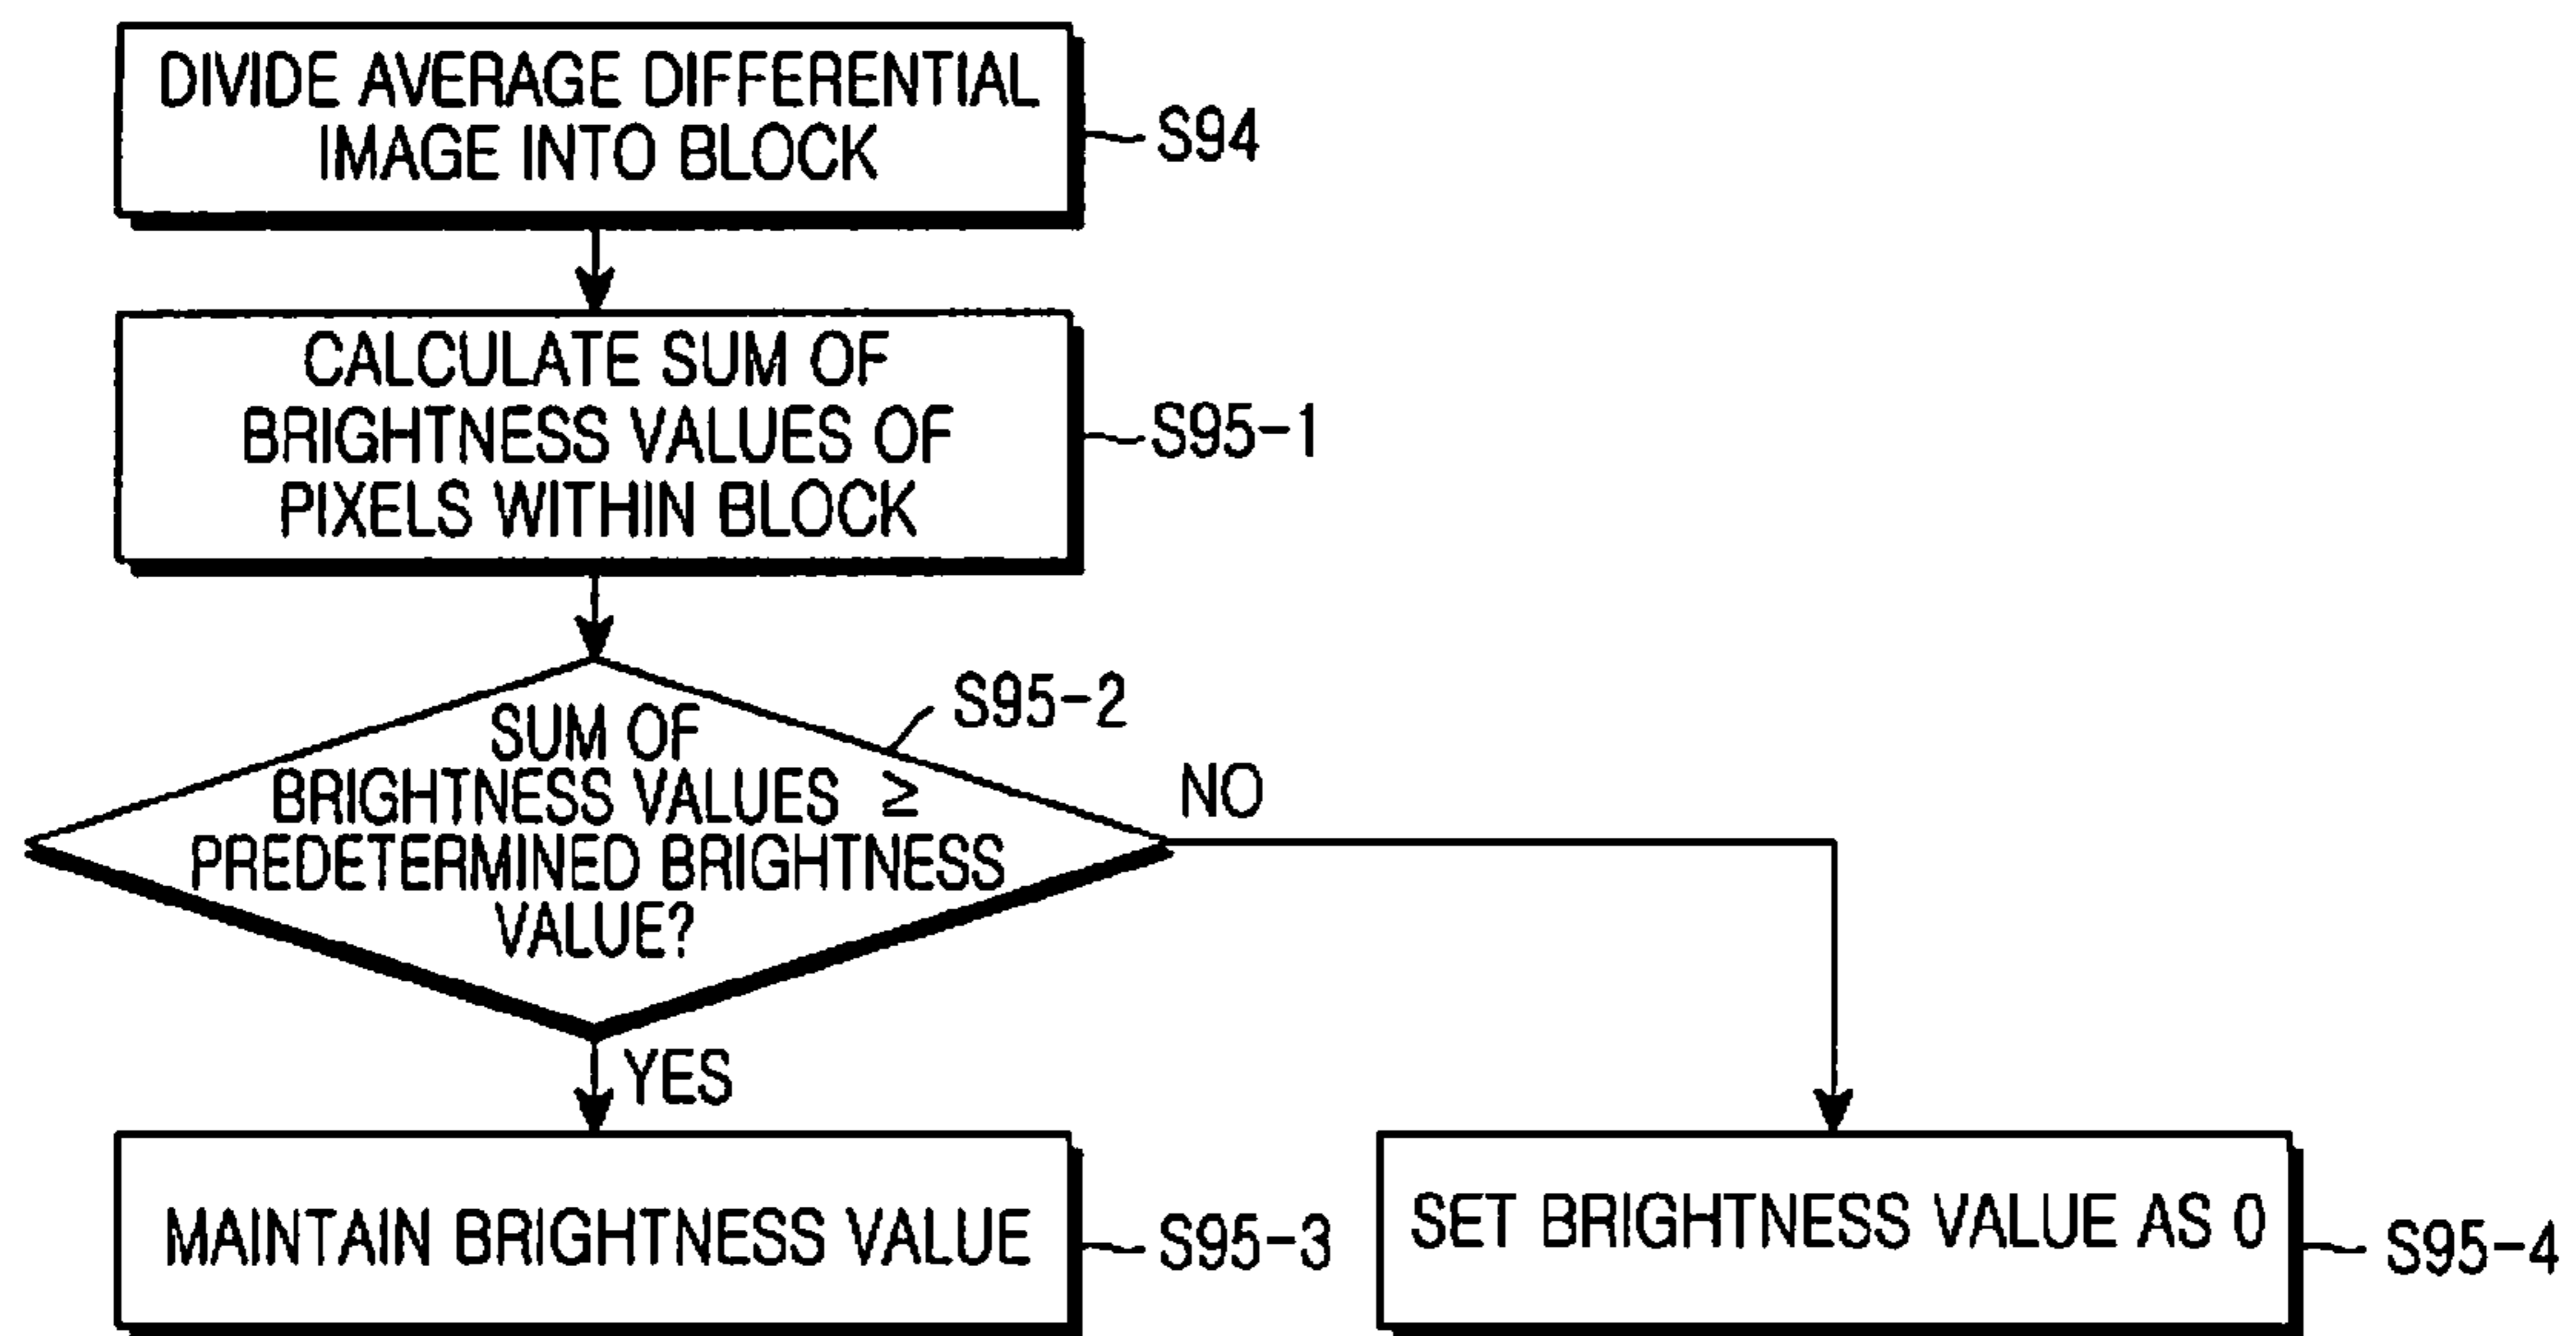 DIVIDE AVERAGE DIFFERENTIAL
IMAGE INTO BLOCK
S94
CALCULATE SUM OF
BRIGHTNESS VALUES OF
PIXELS WITHIN BLOCK
S95-1
SUM OF
BRIGHTNESS VALUES ≥
PREDETERMINED BRIGHTNESS
VALUE?
S95-2
NO
YES
MAINTAIN BRIGHTNESS VALUE
S95-3
SET BRIGHTNESS VALUE AS 0
S95-4